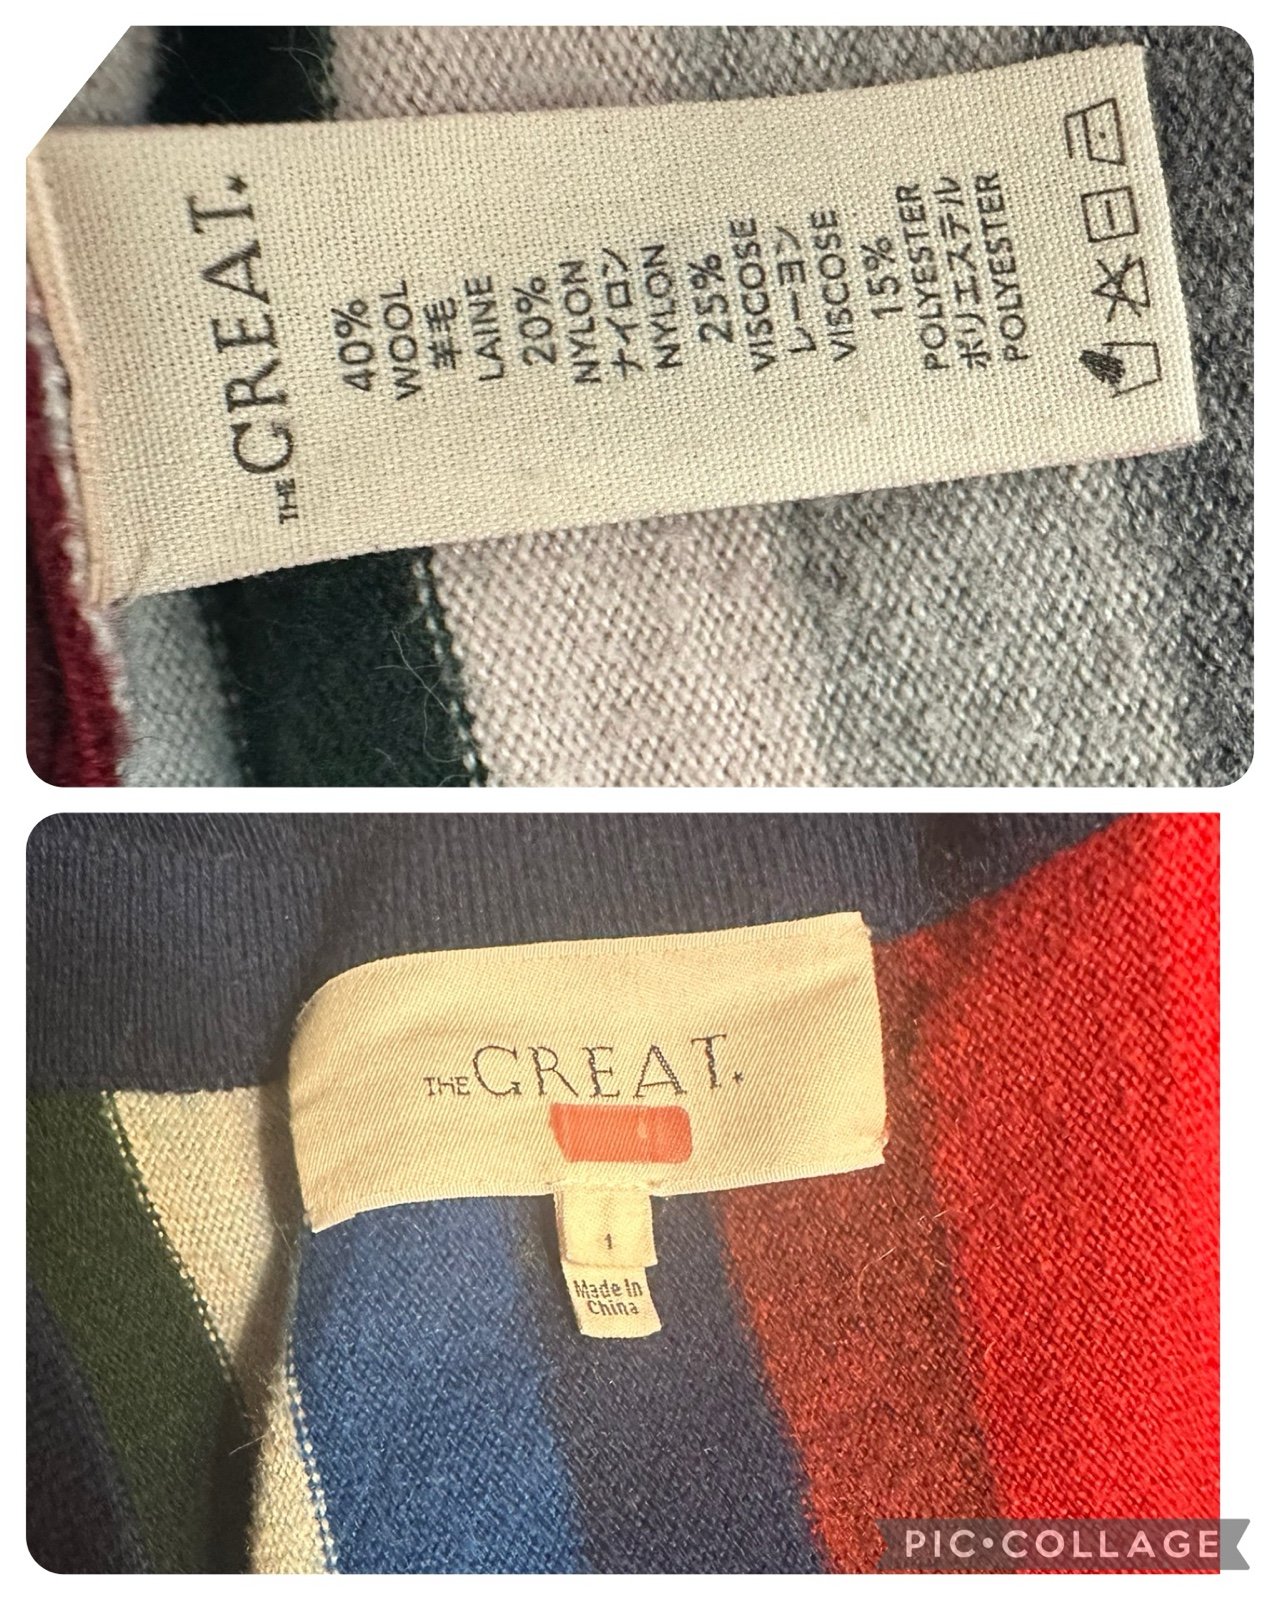 THE GREAT.
40%
WOOL
羊毛
LAINE
20%
NYLON
ナイロン
NYLON
25%
VISCOSE
レーヨン
VISCOSE
15%
POLYESTER
ポリエステル
POLYESTER
THE GREAT.
1
Made In
China
PIC•COLLAGE